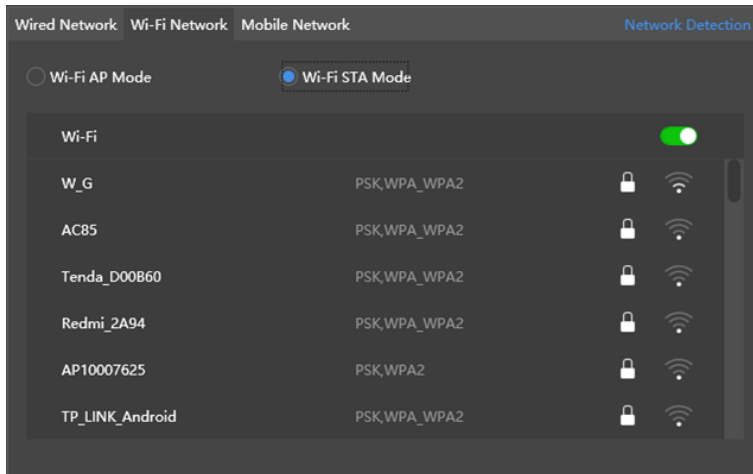 Wired Network Wi-Fi Network Mobile Network Network Detection
Wi-Fi AP Mode Wi-Fi STA Mode
Wi-Fi
W_G PSK,WPA_WPA2
AC85 PSK,WPA_WPA2
Tenda_D00B60 PSK,WPA_WPA2
Redmi_2A94 PSK,WPA_WPA2
AP10007625 PSK,WPA2
TP_LINK_Android PSK,WPA_WPA2